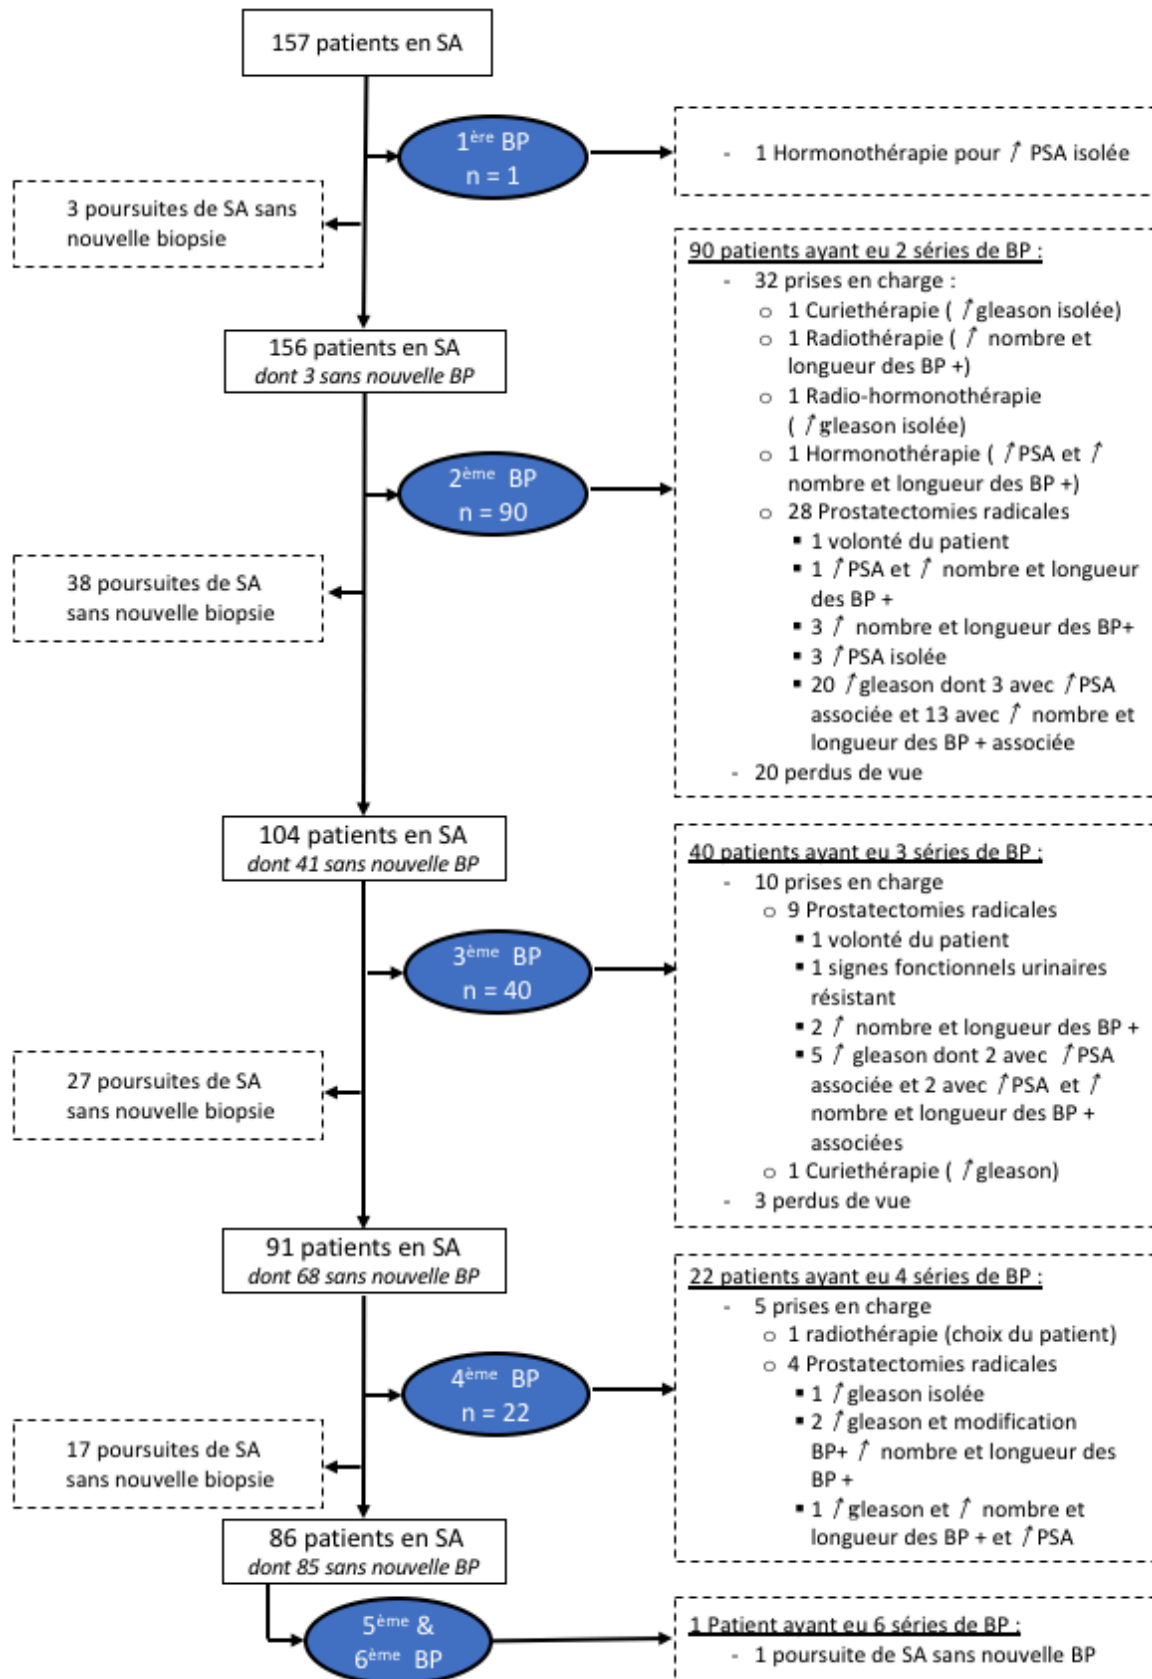 157 patients en SA
1ère BP
n = 1
- 1 Hormonothérapie pour ↑ PSA isolée
3 poursuites de SA sans
nouvelle biopsie
90 patients ayant eu 2 séries de BP :
- 32 prises en charge :
o 1 Curiethérapie ( ↑gleason isolée)
o 1 Radiothérapie ( ↑ nombre et
longueur des BP +)
o 1 Radio-hormonothérapie
( ↑gleason isolée)
o 1 Hormonothérapie ( ↑PSA et ↑
nombre et longueur des BP +)
o 28 Prostatectomies radicales
▪ 1 volonté du patient
▪ 1 ↑PSA et ↑ nombre et longueur
des BP +
▪ 3 ↑ nombre et longueur des BP+
▪ 3 ↑PSA isolée
▪ 20 ↑gleason dont 3 avec ↑PSA
associée et 13 avec ↑ nombre et
longueur des BP + associée
- 20 perdus de vue
156 patients en SA
dont 3 sans nouvelle BP
2ème BP
n = 90
38 poursuites de SA
sans nouvelle biopsie
104 patients en SA
dont 41 sans nouvelle BP
40 patients ayant eu 3 séries de BP :
- 10 prises en charge
o 9 Prostatectomies radicales
▪ 1 volonté du patient
▪ 1 signes fonctionnels urinaires
résistant
▪ 2 ↑ nombre et longueur des BP +
▪ 5 ↑ gleason dont 2 avec ↑PSA
associée et 2 avec ↑PSA et ↑
nombre et longueur des BP +
associées
o 1 Curiethérapie ( ↑gleason)
- 3 perdus de vue
3ème BP
n = 40
27 poursuites de SA
sans nouvelle biopsie
91 patients en SA
dont 68 sans nouvelle BP
22 patients ayant eu 4 séries de BP :
- 5 prises en charge
o 1 radiothérapie (choix du patient)
o 4 Prostatectomies radicales
▪ 1 ↑gleason isolée
▪ 2 ↑gleason et modification
BP+ ↑ nombre et longueur des
BP +
▪ 1 ↑gleason et ↑ nombre et
longueur des BP + et ↑PSA
4ème BP
n = 22
17 poursuites de SA
sans nouvelle biopsie
86 patients en SA
dont 85 sans nouvelle BP
5ème &
6ème BP
1 Patient ayant eu 6 séries de BP :
- 1 poursuite de SA sans nouvelle BP